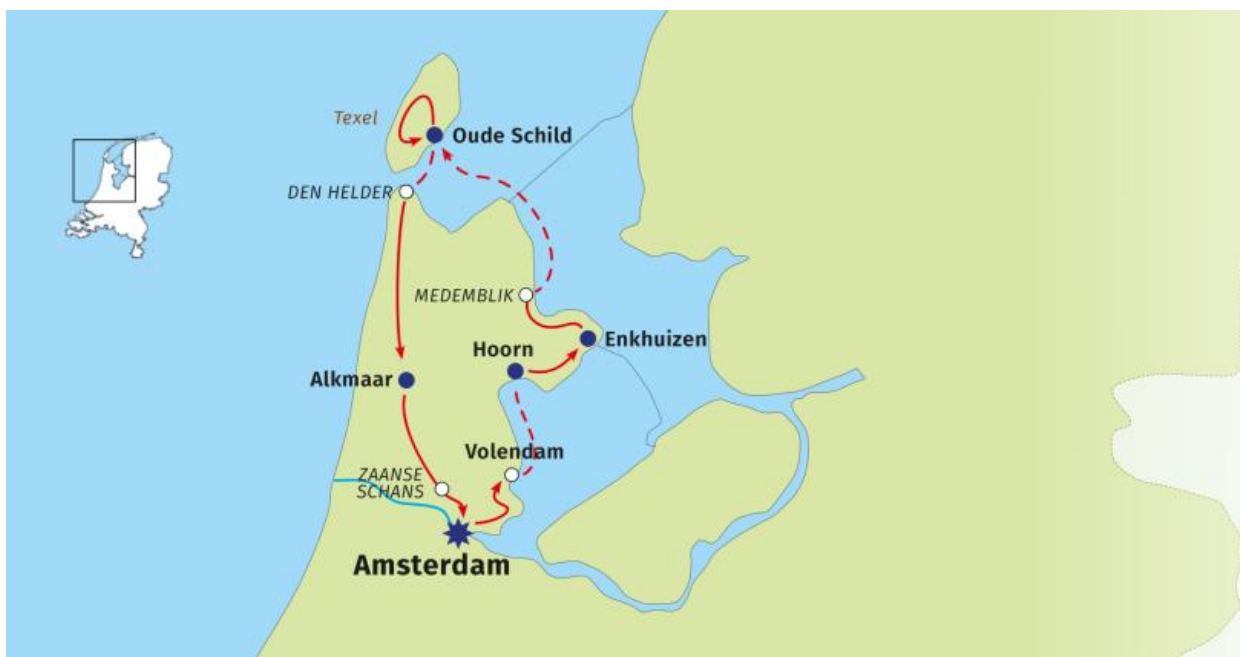 Texel
Oude Schild
DEN HELDER
MEDEMBLIK
Enkhuizen
Hoorn
Alkmaar
Volendam
ZAANSE
SCHANS
Amsterdam